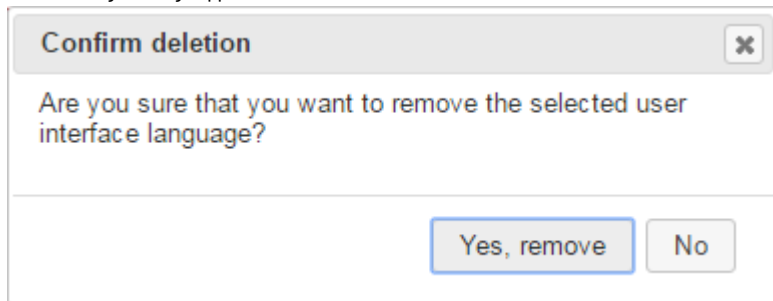 Confirm deletion
Are you sure that you want to remove the selected user
interface language?
Yes, remove No